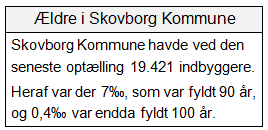 Ældre i Skovborg Kommune
Skovborg Kommune havde ved den
seneste optælling 19.421 indbyggere.
Heraf var der 7‰, som var fyldt 90 år,
og 0,4‰ var endda fyldt 100 år.